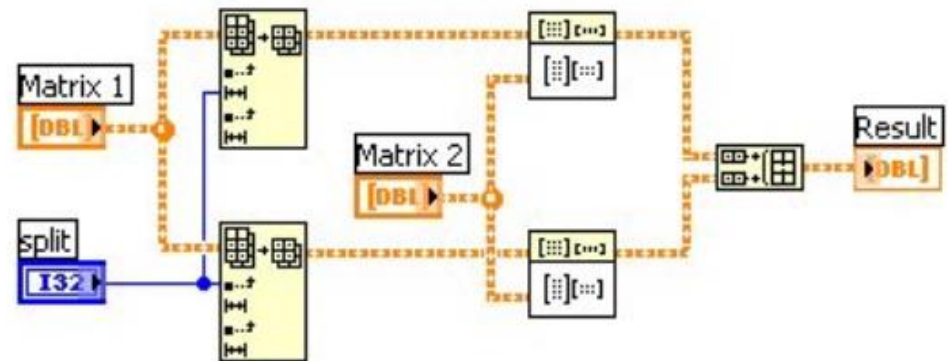 Matrix 1
[DBL]
split
I32
Matrix 2
[DBL]
Result
[DBL]